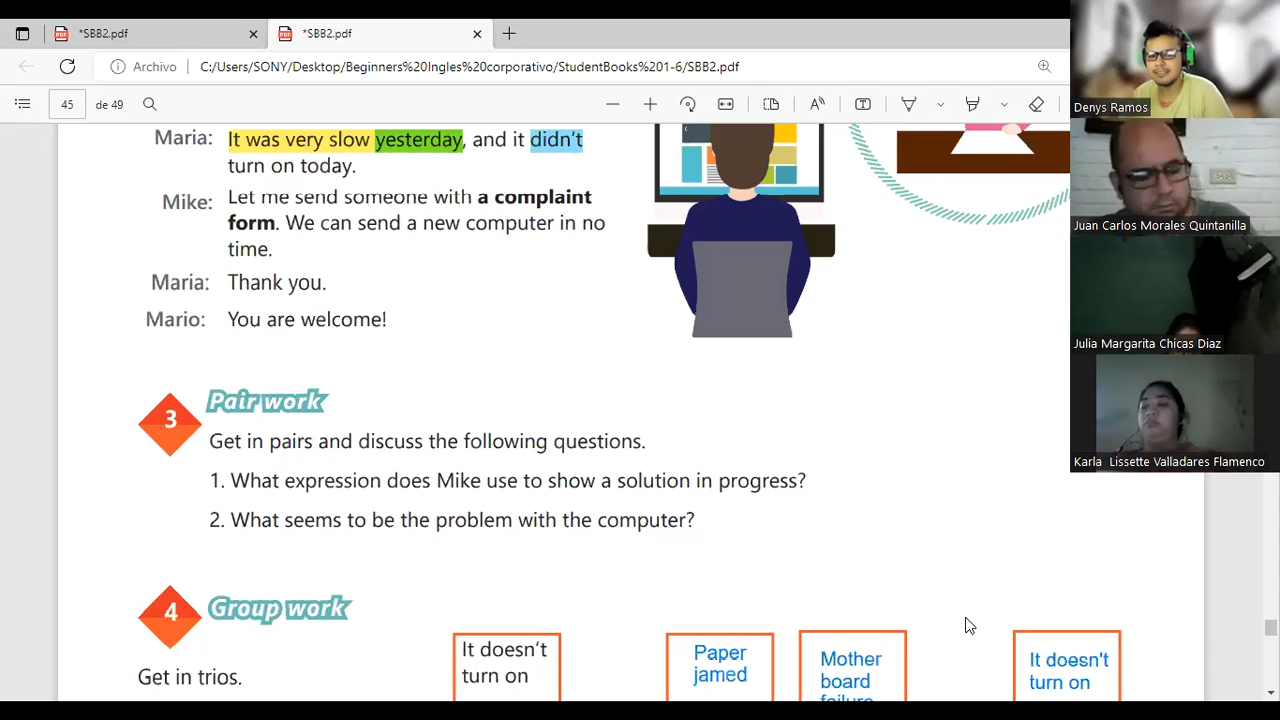 *SBB2.pdf
*SBB2.pdf
Archivo
C:/Users/SONY/Desktop/Beginners%20Ingles%20corporativo/StudentBooks%201-6/SBB2.pdf
45
de 49
Maria: It was very slow yesterday, and it didn't
turn on today.
Mike: Let me send someone with a complaint
form. We can send a new computer in no
time.
Maria: Thank you.
Mario: You are welcome!
3
Pair work
Get in pairs and discuss the following questions.
1. What expression does Mike use to show a solution in progress?
2. What seems to be the problem with the computer?
4
Group work
Get in trios.
It doesn't
turn on
Paper
jamed
Mother
board
failure
It doesn't
turn on
Denys Ramos
Juan Carlos Morales Quintanilla
Julia Margarita Chicas Diaz
Karla Lissette Valladares Flamenco